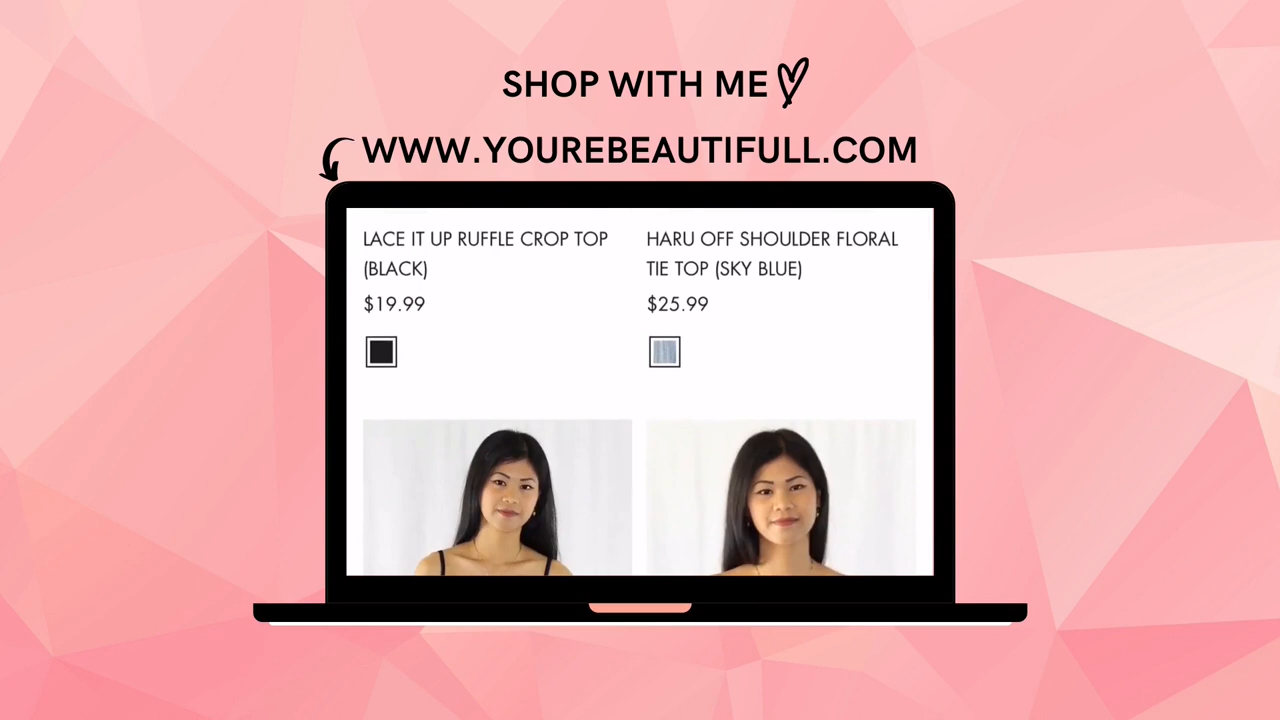 SHOP WITH ME
WWW.YOUREBEAUTIFULL.COM
LACE IT UP RUFFLE CROP TOP
(BLACK)
$19.99
HARU OFF SHOULDER FLORAL
TIE TOP (SKY BLUE)
$25.99